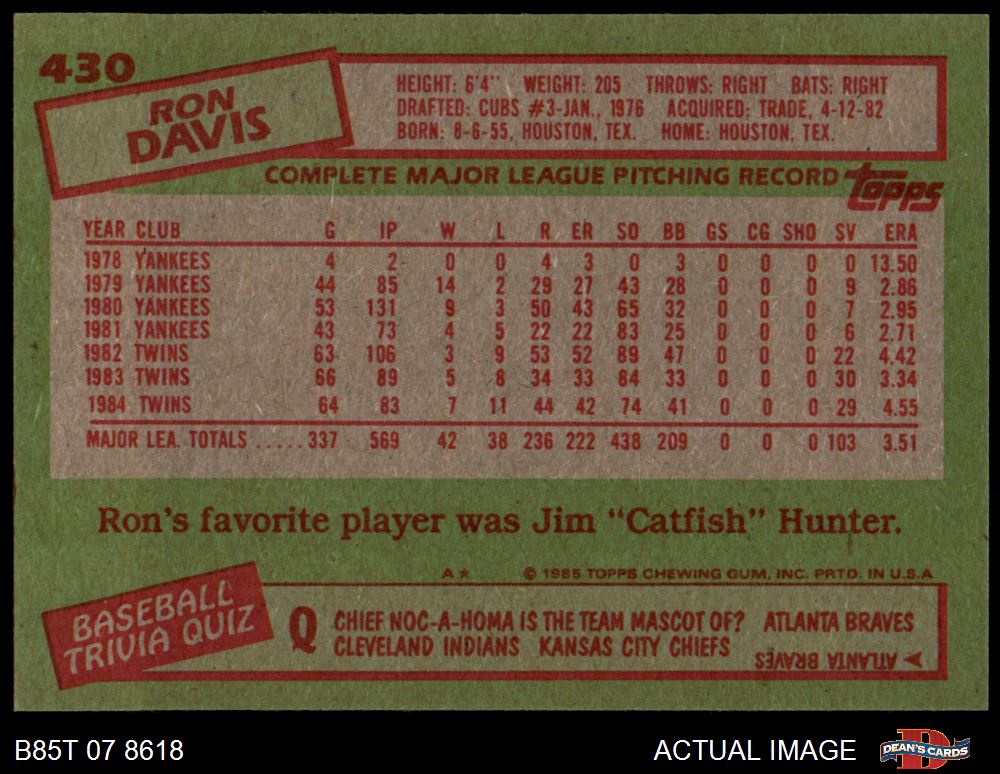 430
RON
DAVIS
HEIGHT: 6'4" WEIGHT: 205 THROWS: RIGHT BATS: RIGHT
DRAFTED: CUBS #3-JAN., 1976 ACQUIRED: TRADE, 4-12-82
BORN: 8-6-55, HOUSTON, TEX. HOME: HOUSTON, TEX.
COMPLETE MAJOR LEAGUE PITCHING RECORD topps
YEAR CLUB G IP W L R ER SO BB GS CG SHO SV ERA
1978 YANKEES 4 2 0 0 4 3 0 3 0 0 0 0 13.50
1979 YANKEES 44 85 14 2 29 27 43 28 0 0 0 9 2.86
1980 YANKEES 53 131 9 3 50 43 65 32 0 0 0 7 2.95
1981 YANKEES 43 73 4 5 22 22 83 25 0 0 0 6 2.71
1982 TWINS 63 106 3 9 53 52 89 47 0 0 0 22 4.42
1983 TWINS 66 89 5 8 34 33 84 33 0 0 0 30 3.34
1984 TWINS 64 83 7 11 44 42 74 41 0 0 0 29 4.55
MAJOR LEA. TOTALS .....337 569 42 38 236 222 438 209 0 0 0 103 3.51
Ron's favorite player was Jim "Catfish" Hunter.
A* © 1985 TOPPS CHEWING GUM, INC. PRTD. IN U.S.A
BASEBALL
TRIVIA QUIZ
Q CHIEF NOC-A-HOMA IS THE TEAM MASCOT OF? ATLANTA BRAVES
CLEVELAND INDIANS KANSAS CITY CHIEFS
ATLANTA BRAVES
B85T 07 8618 ACTUAL IMAGE DEAN'S CARDS